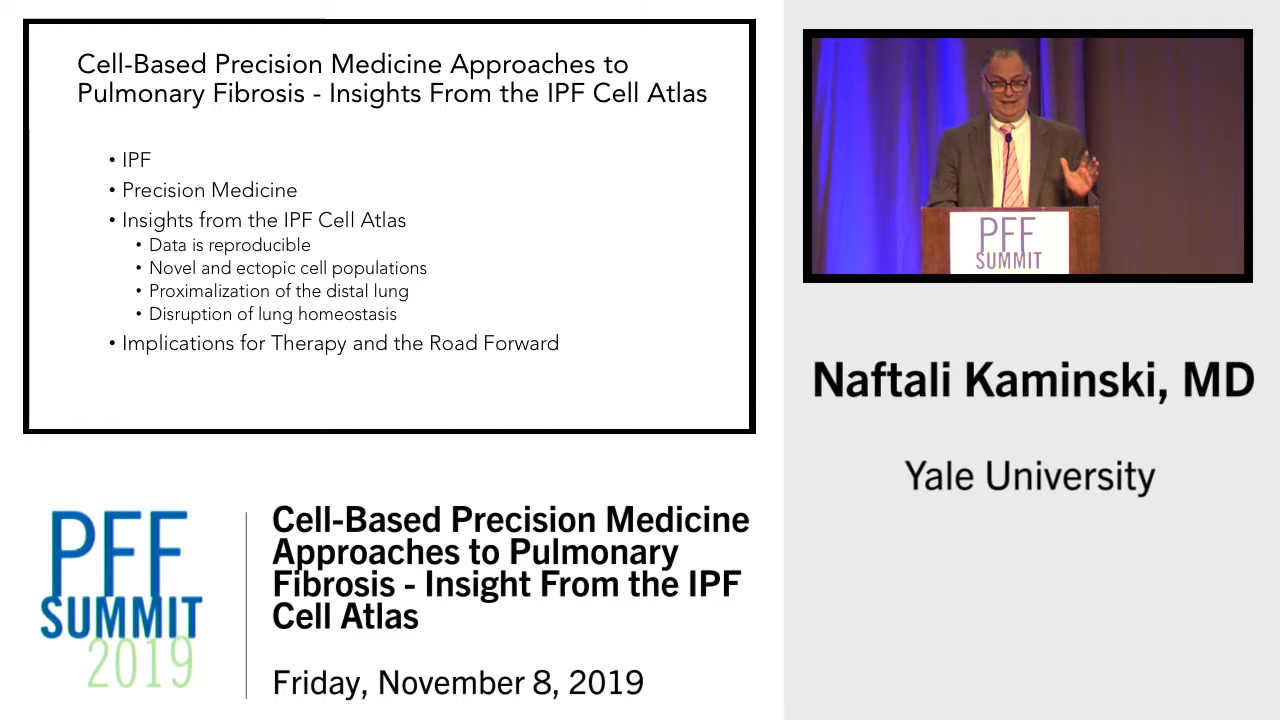 Cell-Based Precision Medicine Approaches to
Pulmonary Fibrosis - Insights From the IPF Cell Atlas
• IPF
• Precision Medicine
• Insights from the IPF Cell Atlas
• Data is reproducible
• Novel and ectopic cell populations
• Proximalization of the distal lung
• Disruption of lung homeostasis
• Implications for Therapy and the Road Forward
PFF
SUMMIT
Naftali Kaminski, MD
Yale University
PFF
SUMMIT
2019
Cell-Based Precision Medicine
Approaches to Pulmonary
Fibrosis - Insight From the IPF
Cell Atlas
Friday, November 8, 2019